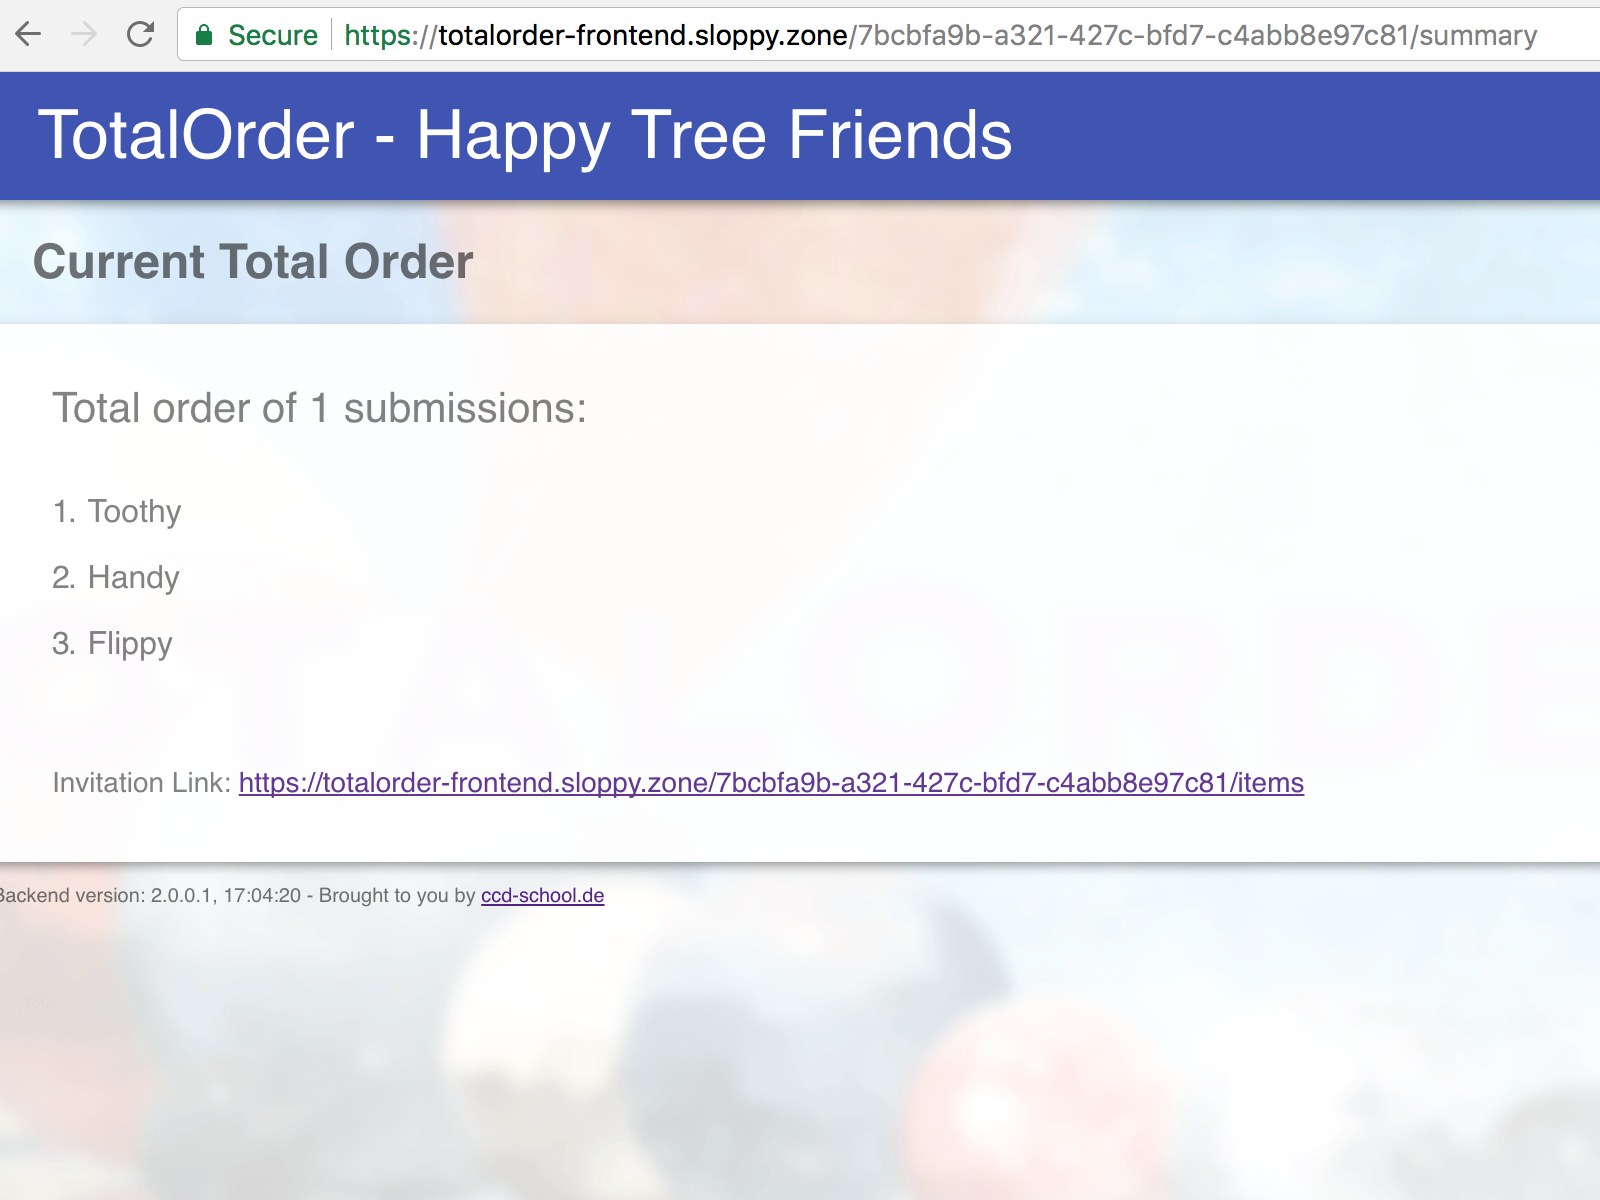 Secure https://totalorder-frontend.sloppy.zone/7bcbfa9b-a321-427c-bfd7-c4abb8e97c81/summary
TotalOrder - Happy Tree Friends
Current Total Order
Total order of 1 submissions:
1. Toothy
2. Handy
3. Flippy
Invitation Link: https://totalorder-frontend.sloppy.zone/7bcbfa9b-a321-427c-bfd7-c4abb8e97c81/items
Backend version: 2.0.0.1, 17:04:20 - Brought to you by ccd-school.de